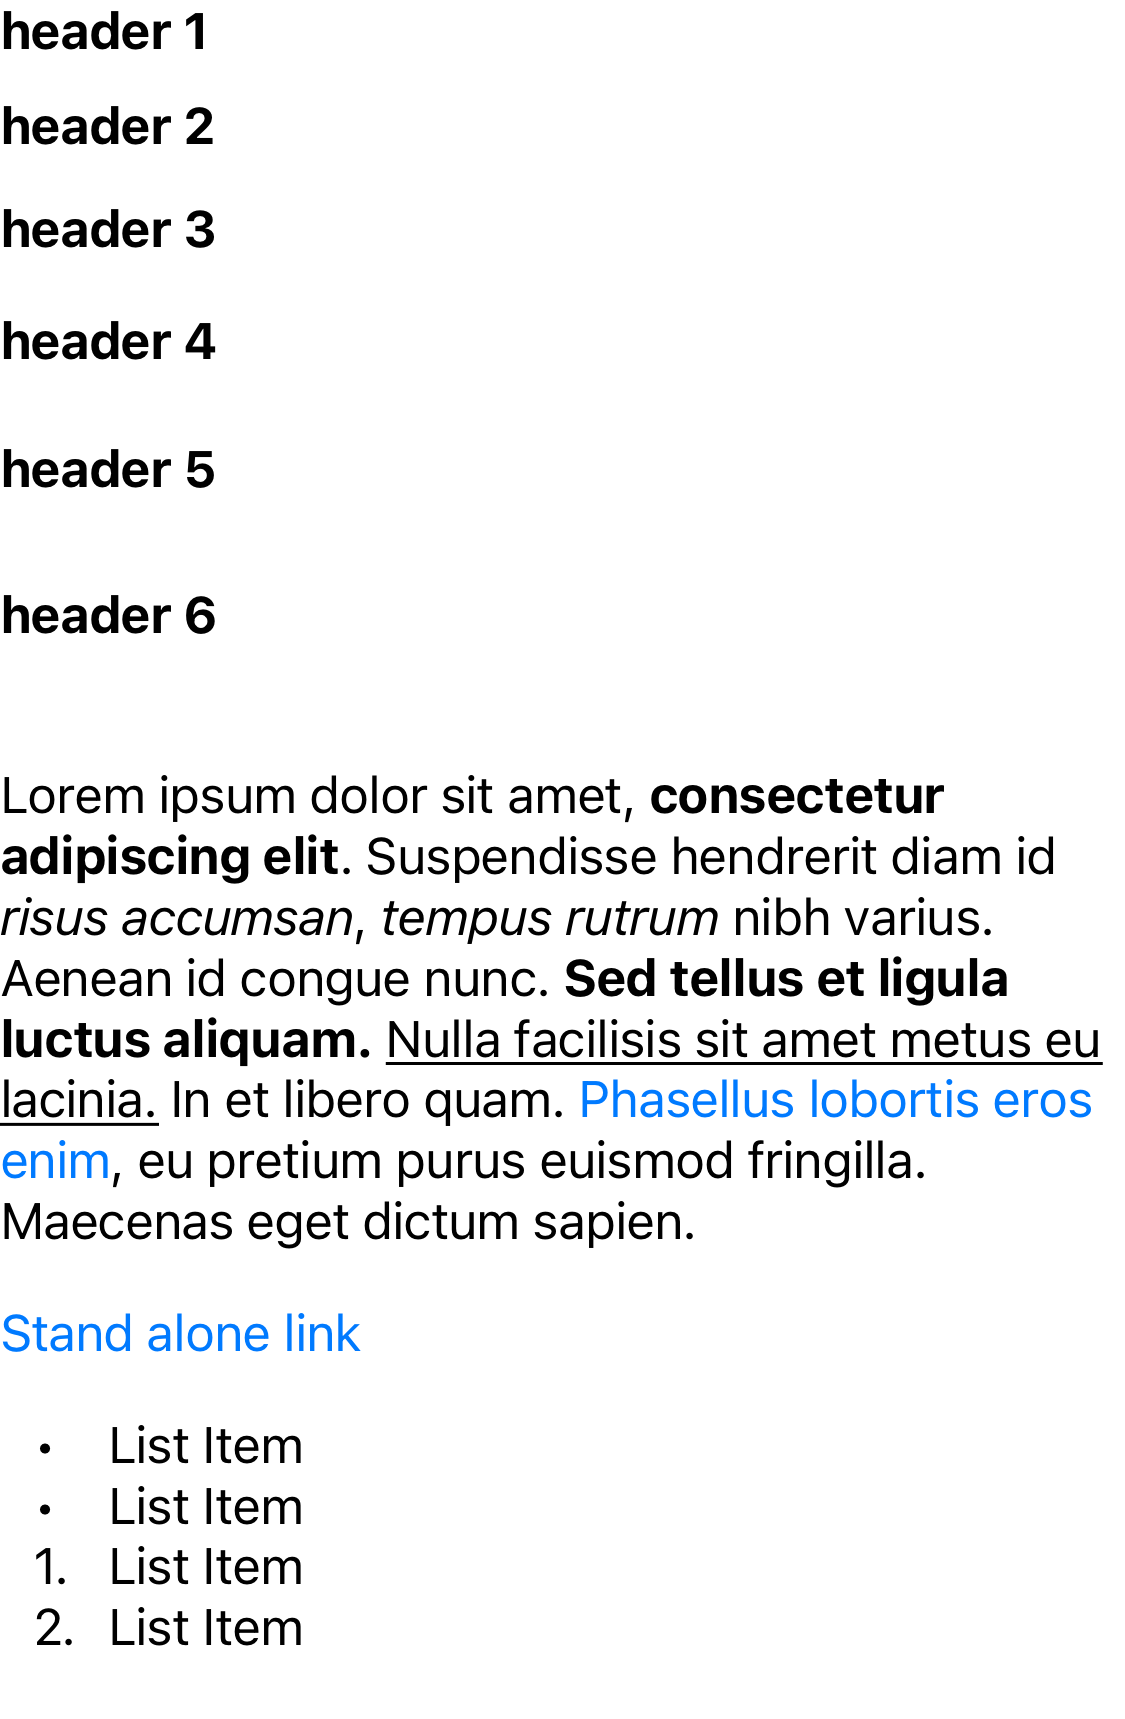 header 1
header 2
header 3
header 4
header 5
header 6
Lorem ipsum dolor sit amet, consectetur
adipiscing elit. Suspendisse hendrerit diam id
risus accumsan, tempus rutrum nibh varius.
Aenean id congue nunc. Sed tellus et ligula
luctus aliquam. Nulla facilisis sit amet metus eu
lacinia. In et libero quam. Phasellus lobortis eros
enim, eu pretium purus euismod fringilla.
Maecenas eget dictum sapien.
Stand alone link
• List Item
• List Item
1. List Item
2. List Item